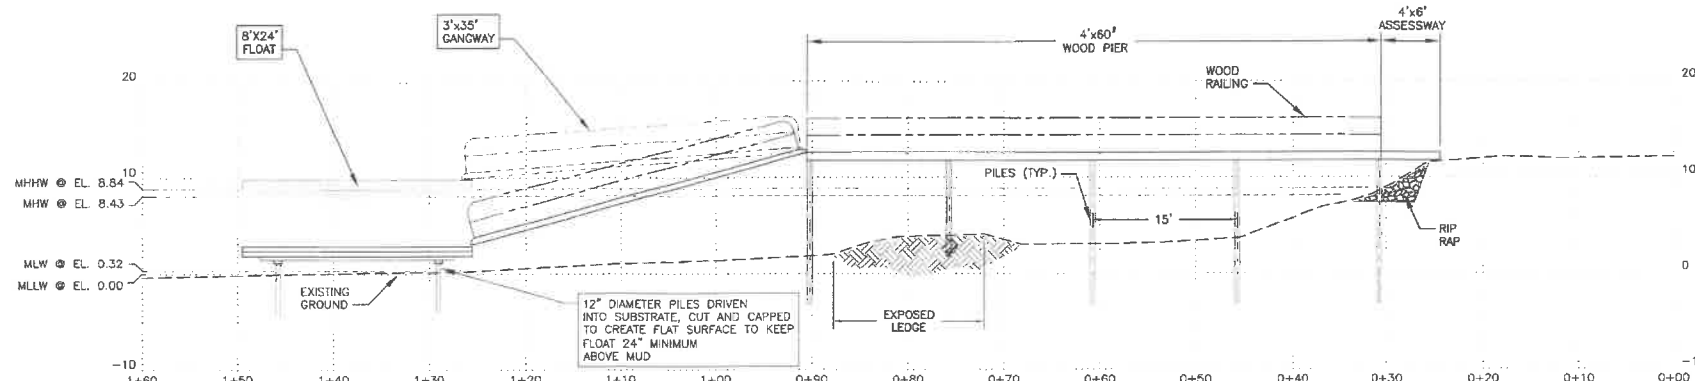 8'X24'
FLOAT
3'x35'
GANGWAY
4'x60'
WOOD PIER
4'x6'
ASSESSWAY
20
20
WOOD
RAILING
10
10
MHHW @ EL. 8.84
MHW @ EL. 8.43
PILES (TYP.)
15'
RIP
RAP
MLW @ EL. 0.32
MLLW @ EL. 0.00
0
EXISTING
GROUND
12" DIAMETER PILES DRIVEN
INTO SUBSTRATE, CUT AND CAPPED
TO CREATE FLAT SURFACE TO KEEP
FLOAT 24" MINIMUM
ABOVE MUD
EXPOSED
LEDGE
-10
1+60 1+50 1+40 1+30 1+20 1+10 1+00 0+90 0+80 0+70 0+60 0+50 0+40 0+30 0+20 0+10 0+00